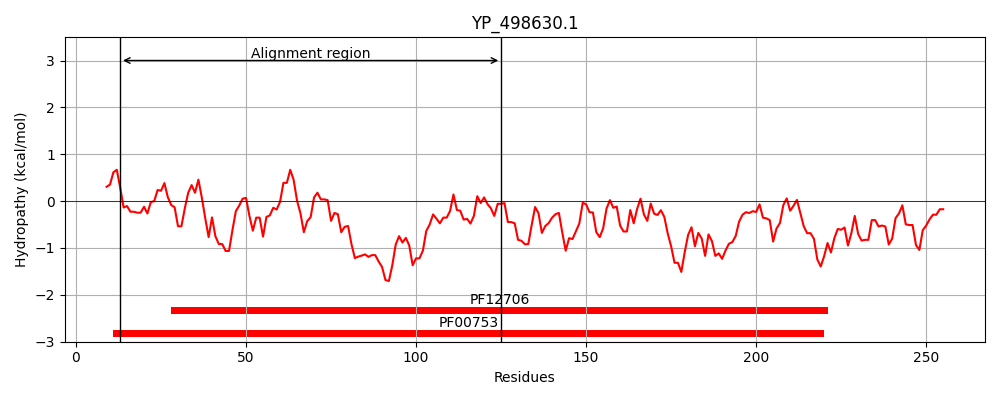 YP_498630.1
Alignment region
3
2
1
0
−1
−2
−3
Hydropathy (kcal/mol)
PF12706
PF00753
0 50 100 150 200 250
Residues